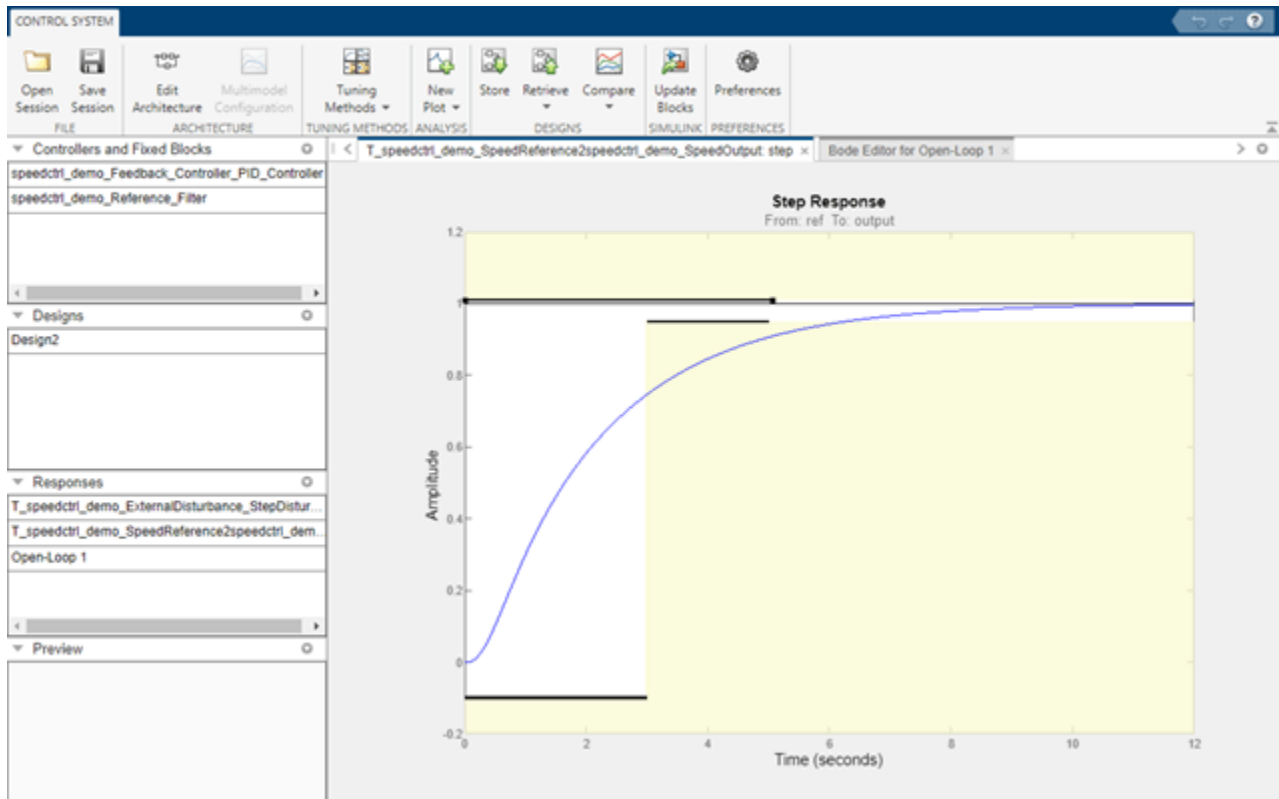 CONTROL SYSTEM
?
Open Session
Save Session
Edit Architecture
Multimodel Configuration
Tuning Methods
New Plot
Store
Retrieve
Compare
Update Blocks
Preferences
FILE
ARCHITECTURE
TUNING METHODS
ANALYSIS
DESIGNS
SIMULINK
PREFERENCES
Controllers and Fixed Blocks
speedctrl_demo_Feedback_Controller_PID_Controller
speedctrl_demo_Reference_Filter
Designs
Design2
Responses
T_speedctrl_demo_ExternalDisturbance_StepDistur...
T_speedctrl_demo_SpeedReference2speedctrl_dem...
Open-Loop 1
Preview
T_speedctrl_demo_SpeedReference2speedctrl_demo_SpeedOutput: step ×
Bode Editor for Open-Loop 1 ×
Step Response
From: ref To: output
Amplitude
1.2
1
0.8
0.6
0.4
0.2
0
-0.2
0 2 4 6 8 10 12
Time (seconds)